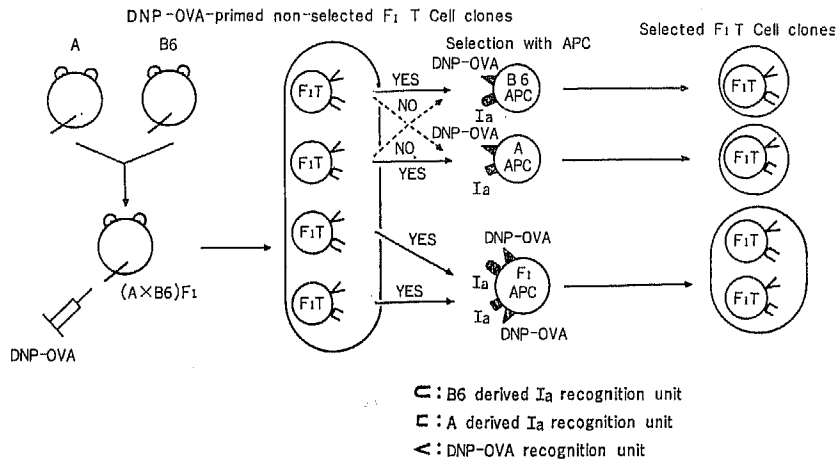 DNP-OVA-primed non-selected F1 T Cell clones
A
B6
Selection with APC
Selected F1 T Cell clones
DNP-OVA
F1T
YES
B6
APC
F1T
NO
Ia
DNP-OVA
F1T
NO
YES
A
APC
F1T
Ia
F1T
YES
DNP-OVA
F1T
Ia
F1
APC
(A×B6)F1
F1T
YES
Ia
F1T
DNP-OVA
DNP-OVA
⊂: B6 derived Ia recognition unit
⊏: A derived Ia recognition unit
<: DNP-OVA recognition unit